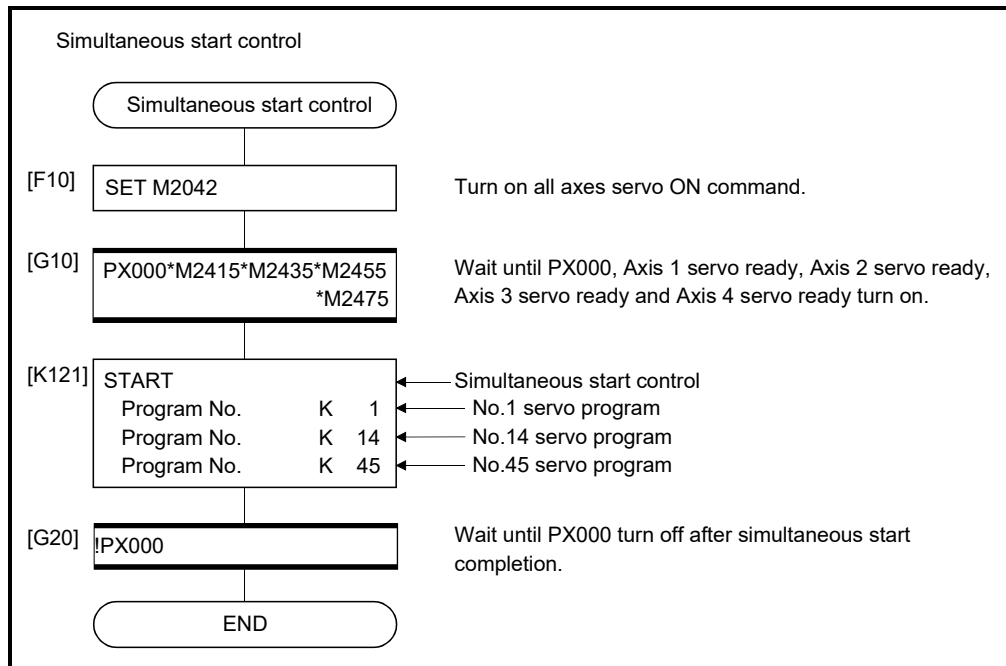 Simultaneous start control
Simultaneous start control
[F10] SET M2042 Turn on all axes servo ON command.
[G10] PX000*M2415*M2435*M2455 Wait until PX000, Axis 1 servo ready, Axis 2 servo ready,
*M2475 Axis 3 servo ready and Axis 4 servo ready turn on.
[K121] START Simultaneous start control
Program No. K 1 No.1 servo program
Program No. K 14 No.14 servo program
Program No. K 45 No.45 servo program
[G20] !PX000 Wait until PX000 turn off after simultaneous start
completion.
END